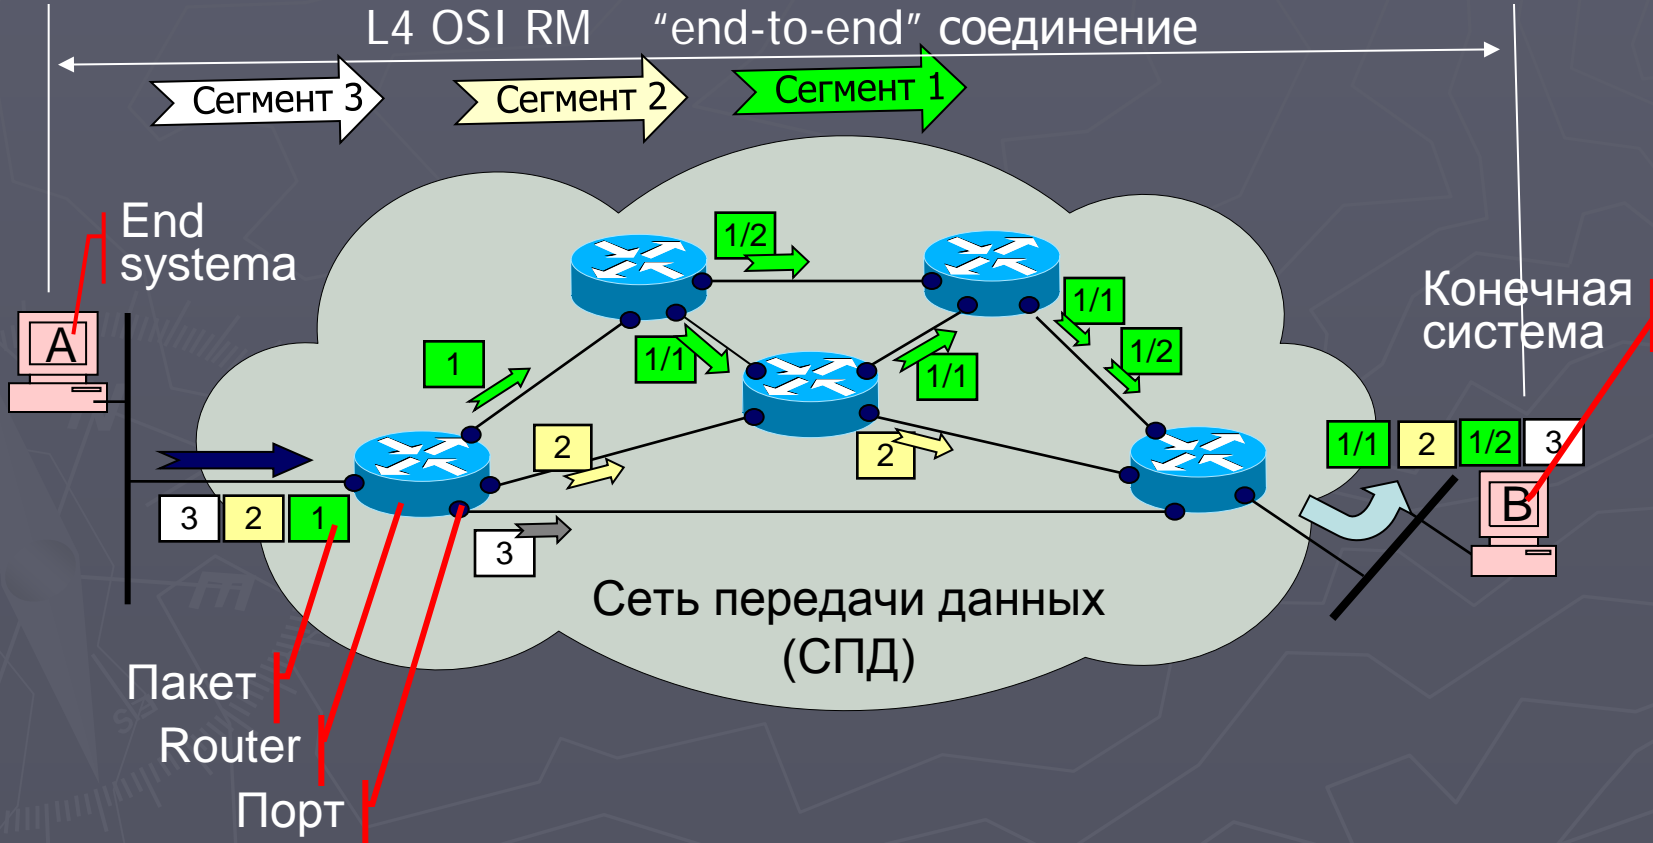 L4 OSI RM “end-to-end” соединение
Сегмент 3
Сегмент 2
Сегмент 1
End
systema
1/2
1/1
Конечная
система
A
1
1/1
1/1
1/2
2
2
1/1
2
1/2
3
3
2
1
3
B
Сеть передачи данных
(СПД)
Пакет
Router
Порт